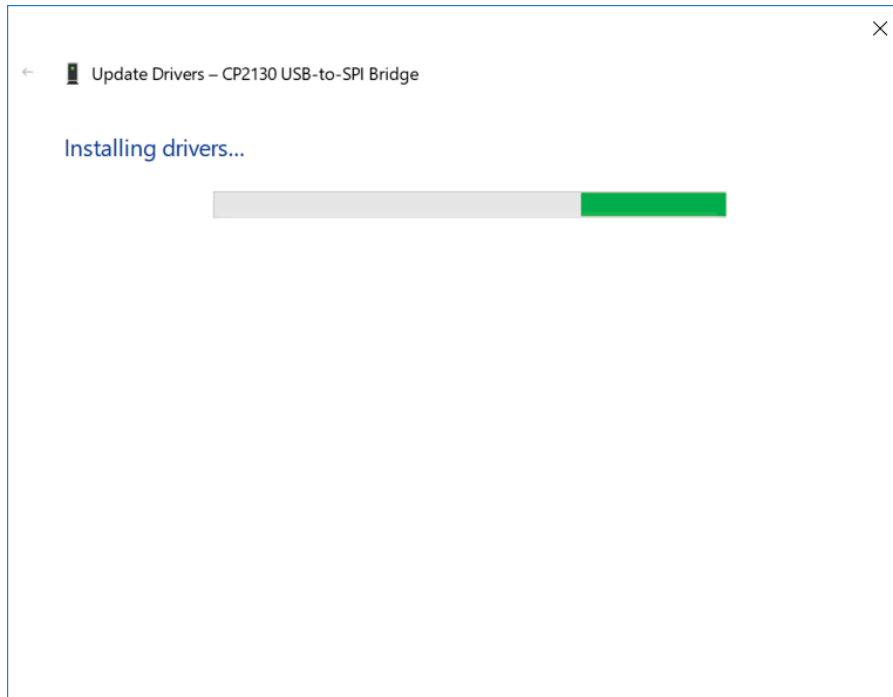 Update Drivers – CP2130 USB-to-SPI Bridge
Installing drivers...